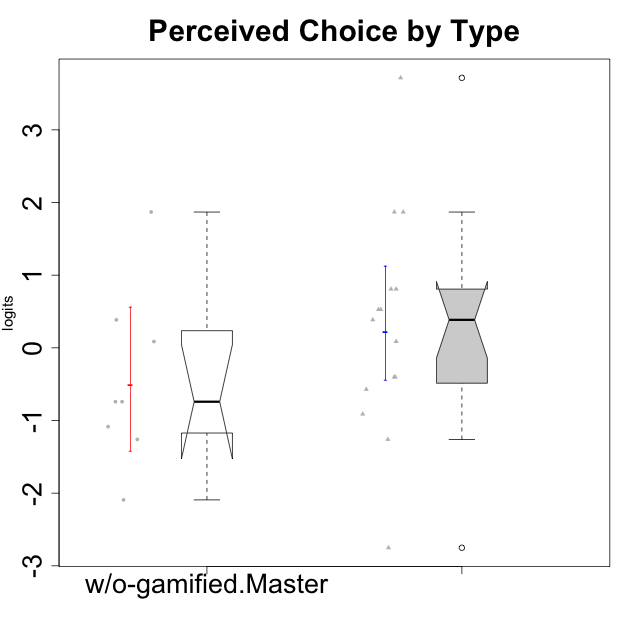 Perceived Choice by Type
logits
3
2
1
0
-1
-2
-3
w/o-gamified.Master